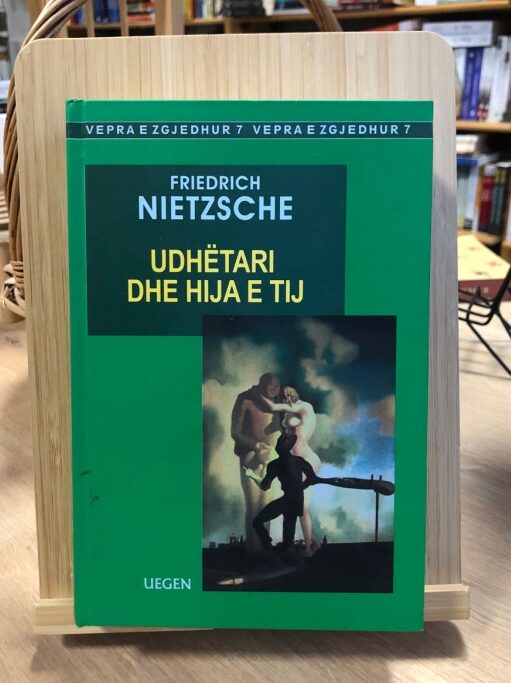 VEPRA E ZGJEDHUR 7 VEPRA E ZGJEDHUR 7
FRIEDRICH
NIETZSCHE
UDHËTARI
DHE HIJA E TIJ
UEGEN